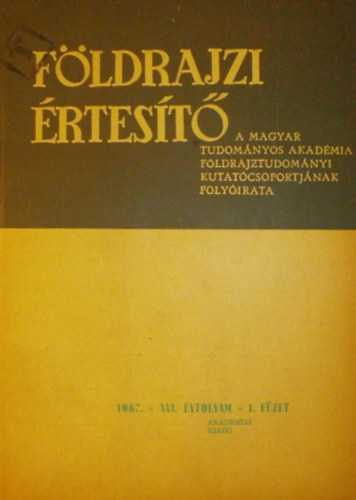 FÖLDRAJZI
ÉRTESÍTŐ
A MAGYAR
TUDOMÁNYOS AKADÉMIA
FÖLDRAJZTUDOMÁNYI
KUTATÓCSOPORTJÁNAK
FOLYÓIRATA
1967. * XVI. ÉVFOLYAM * 1. FÜZET
AKADÉMIAI
KIADÓ